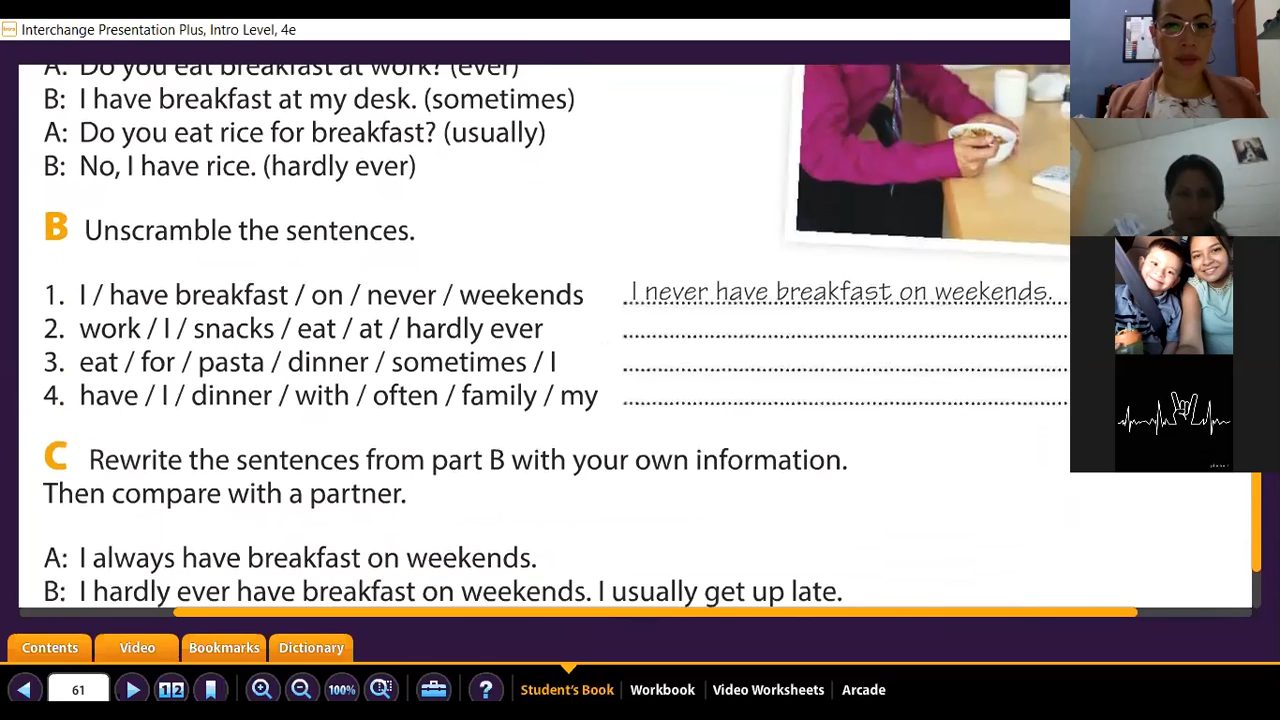 Interchange Presentation Plus, Intro Level, 4e
A: Do you eat breakfast at work? (ever)
B: I have breakfast at my desk. (sometimes)
A: Do you eat rice for breakfast? (usually)
B: No, I have rice. (hardly ever)
B Unscramble the sentences.
1. I / have breakfast / on / never / weekends I never have breakfast on weekends.
2. work / I / snacks / eat / at / hardly ever
3. eat / for / pasta / dinner / sometimes / I
4. have / I / dinner / with / often / family / my
C Rewrite the sentences from part B with your own information.
Then compare with a partner.
A: I always have breakfast on weekends.
B: I hardly ever have breakfast on weekends. I usually get up late.
Contents Video Bookmarks Dictionary
61 12 100% ? Student's Book Workbook Video Worksheets Arcade